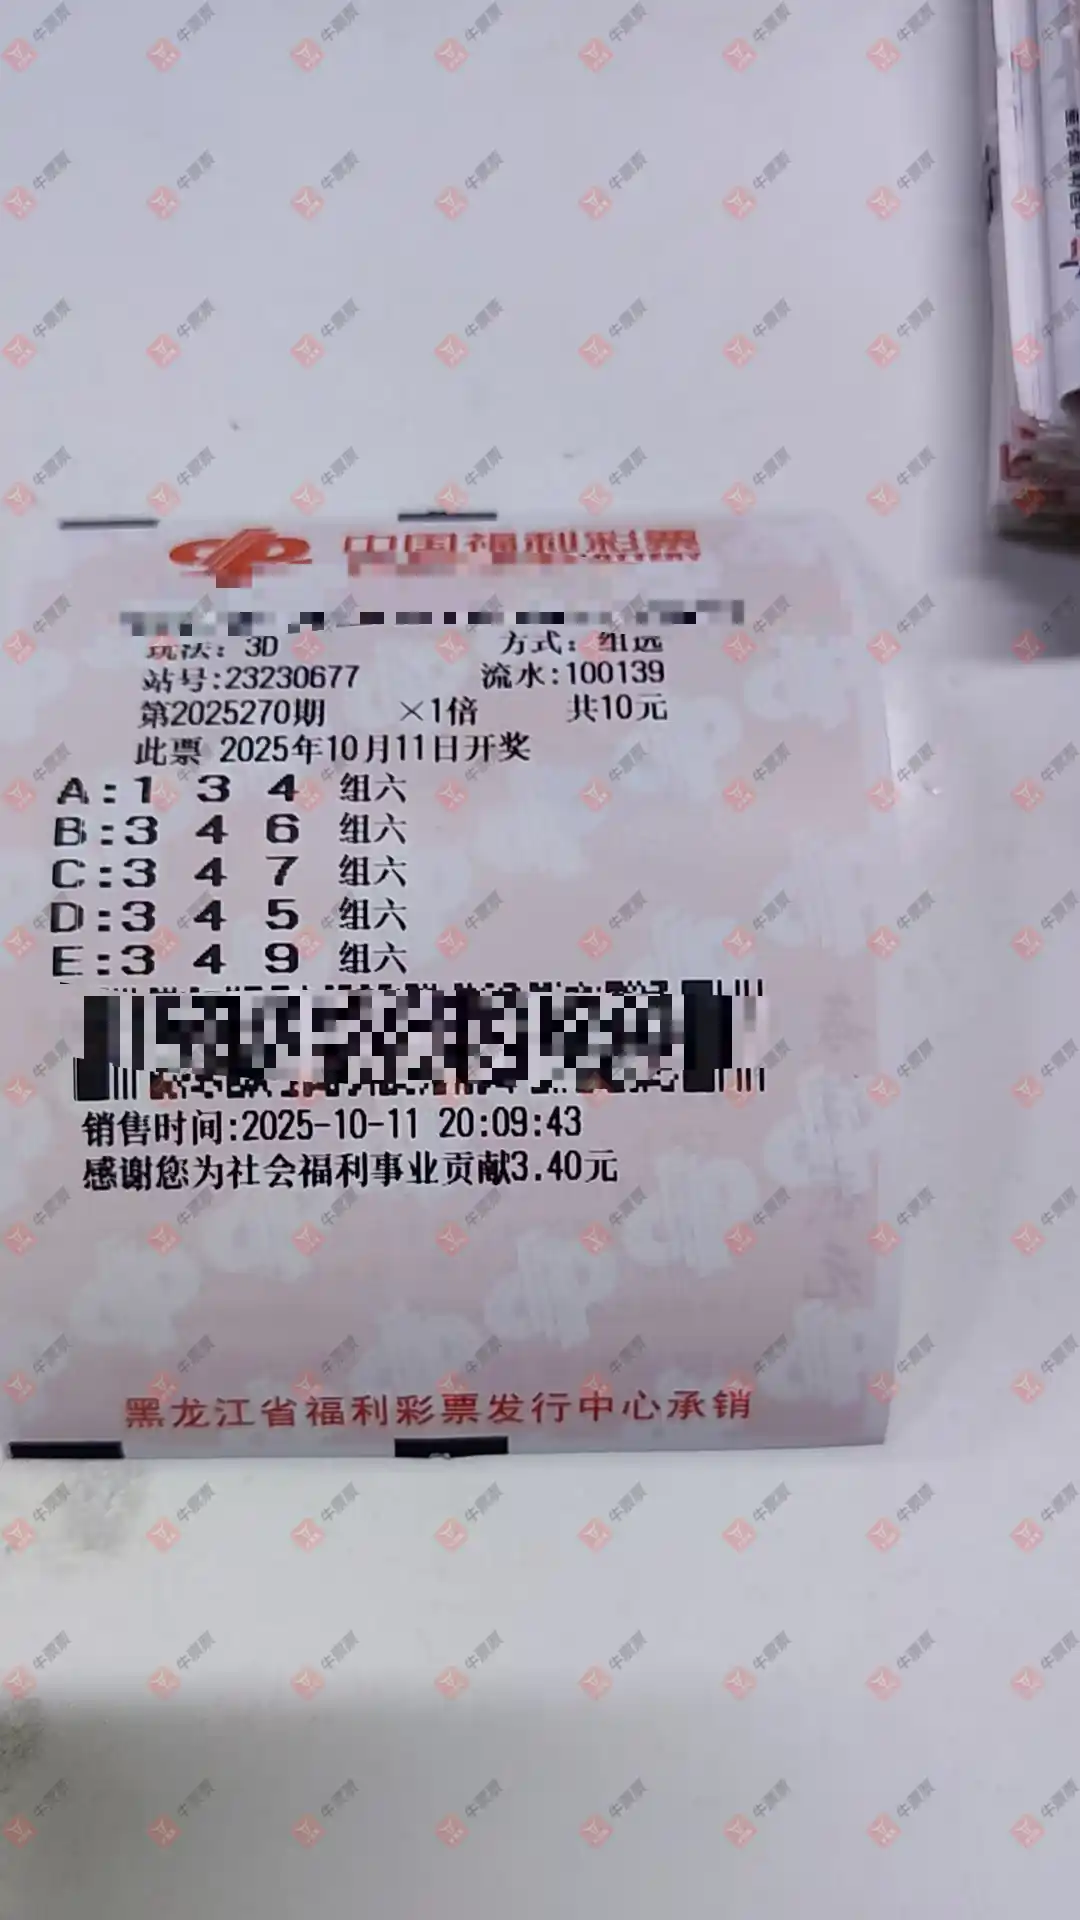 中国福利彩票
玩法: 3D 方式: 组选
站号:23230677 流水:100139
第2025270期 ×1倍 共10元
此票 2025年10月11日开奖
A:1 3 4 组六
B:3 4 6 组六
C:3 4 7 组六
D:3 4 5 组六
E:3 4 9 组六
销售时间:2025-10-11 20:09:43
感谢您为社会福利事业贡献3.40元
黑龙江省福利彩票发行中心承销